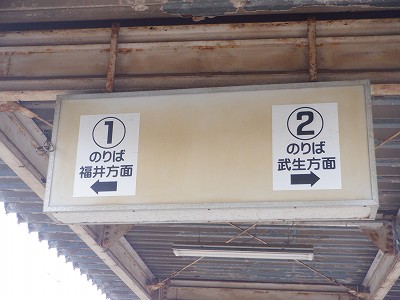 ①
のりば
福井方面
←
②
のりば
武生方面
→